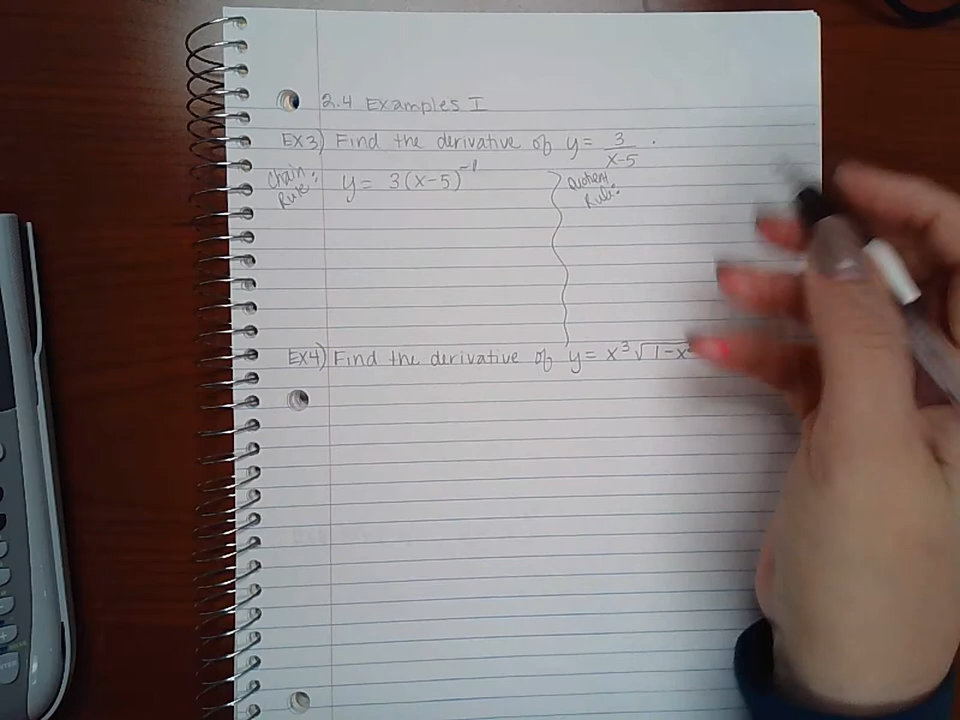 2.4 Examples I
Ex3) Find the derivative of y = 3/(x-5).
Chain Rule: y = 3(x-5)^-1
Quotient Rule:
Ex4) Find the derivative of y = x³√1-x